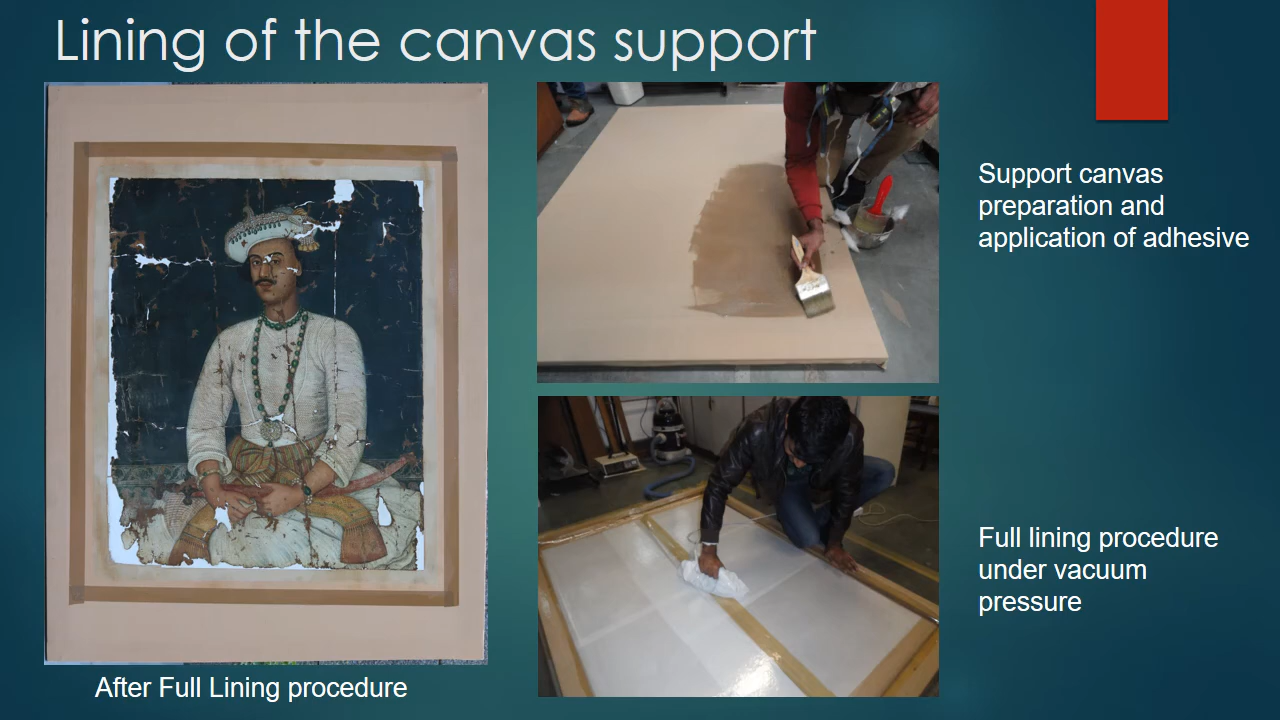 Lining of the canvas support
Support canvas
preparation and
application of adhesive
Full lining procedure
under vacuum
pressure
After Full Lining procedure